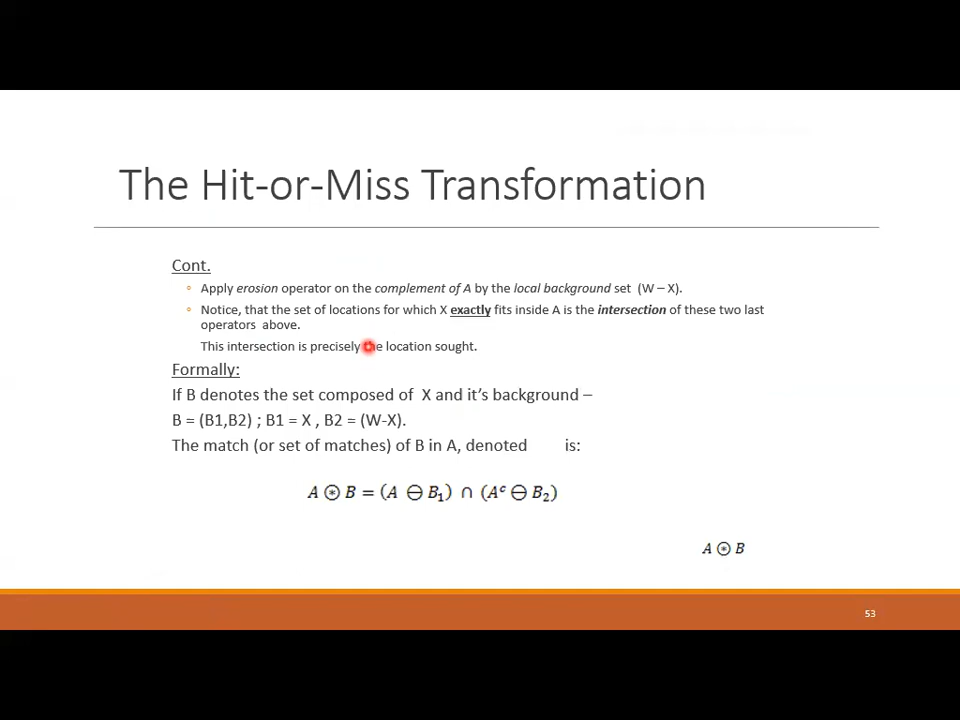 The Hit-or-Miss Transformation
Cont.
◦ Apply erosion operator on the complement of A by the local background set (W – X).
◦ Notice, that the set of locations for which X exactly fits inside A is the intersection of these two last
operators above.
This intersection is precisely the location sought.
Formally:
If B denotes the set composed of X and it's background –
B = (B1,B2) ; B1 = X , B2 = (W-X).
The match (or set of matches) of B in A, denoted is:
A ⊛ B = (A ⊖ B₁) ∩ (Aᶜ ⊖ B₂)
A ⊛ B
53